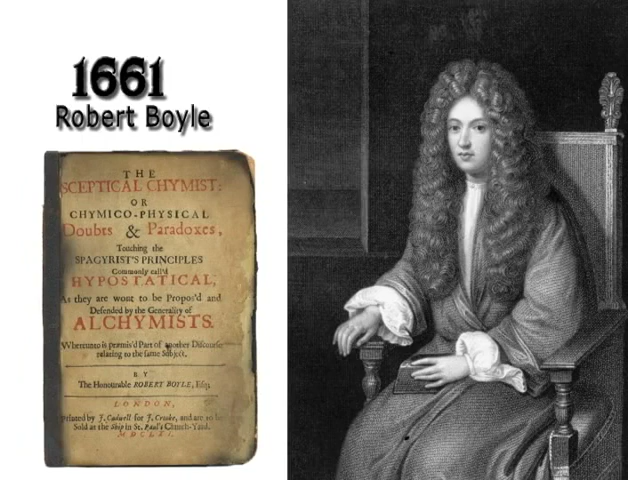 1661
Robert Boyle
THE
SCEPTICAL CHYMIST:
OR
CHYMICO-PHYSICAL
Doubts & Paradoxes,
Touching the
SPAGYRIST'S PRINCIPLES
Commonly call'd
HYPOSTATICAL,
As they are wont to be Propos'd and
Defended by the Generality of
ALCHYMISTS.
Whereunto is præmis'd Part of another Discourse
relating to the same Subject.
BY
The Honourable ROBERT BOYLE, Esq;
LONDON,
Printed by J. Cadwell for J. Crooke, and are to be
Sold at the Ship in St. Paul's Church-Yard.
MDCLXI.